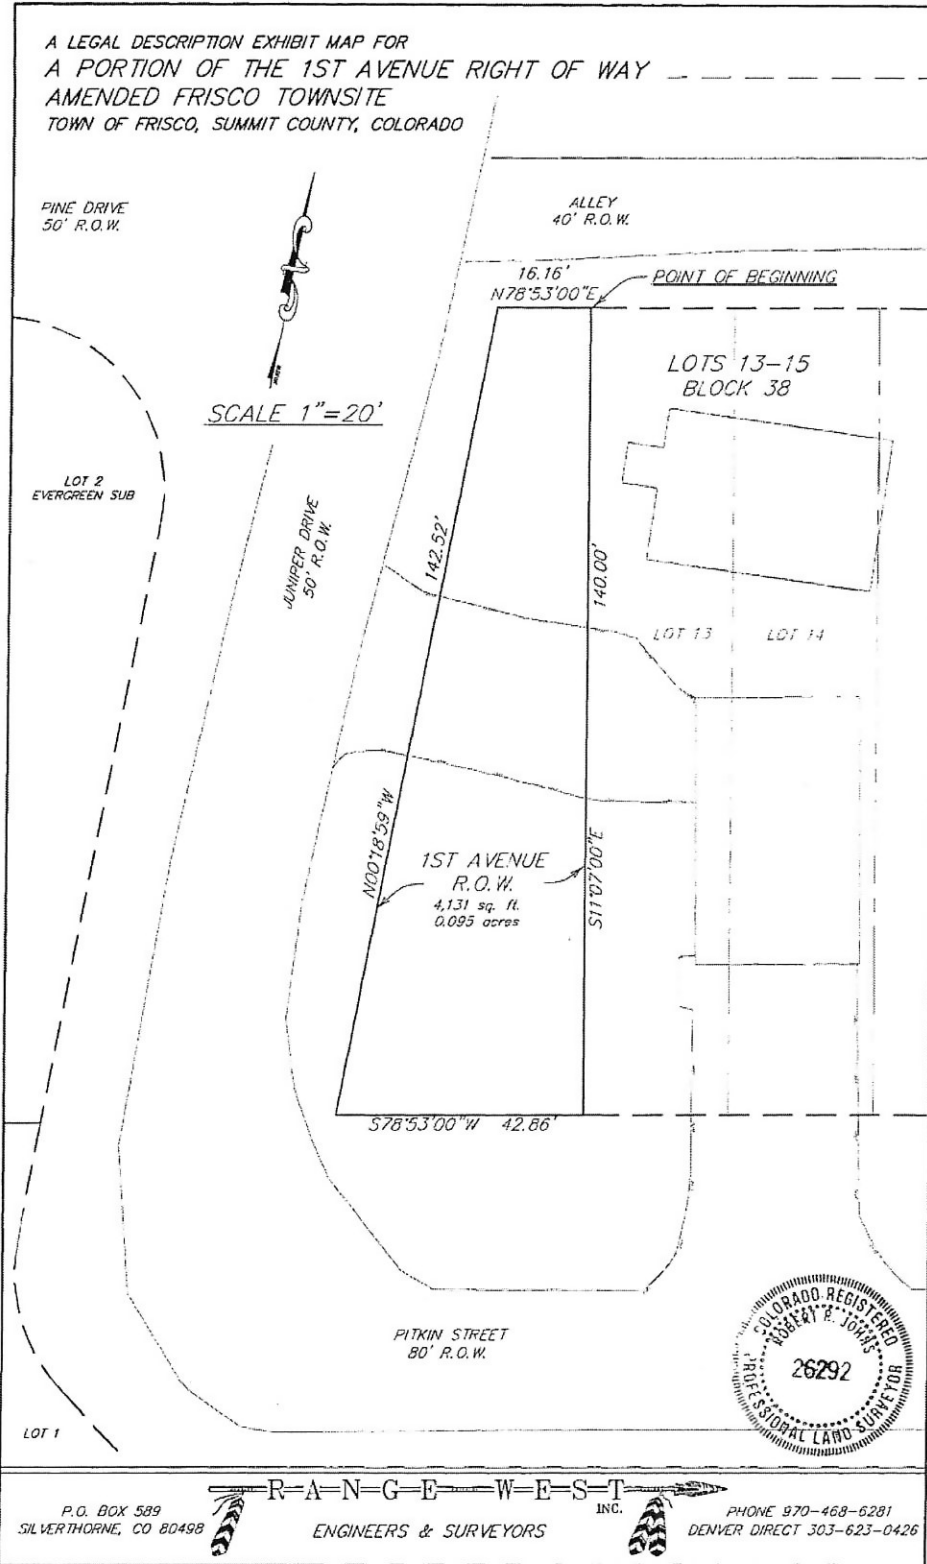 A LEGAL DESCRIPTION EXHIBIT MAP FOR
A PORTION OF THE 1ST AVENUE RIGHT OF WAY
AMENDED FRISCO TOWNSITE
TOWN OF FRISCO, SUMMIT COUNTY, COLORADO
PINE DRIVE
50' R.O.W.
ALLEY
40' R.O.W.
16.16'
N78°53'00"E
POINT OF BEGINNING
LOTS 13-15
BLOCK 38
SCALE 1"=20'
LOT 2
EVERGREEN SUB
JUNIPER DRIVE
50' R.O.W.
142.52'
140.00'
LOT 13
LOT 14
N00°18'59"W
1ST AVENUE
R.O.W.
4,131 sq. ft.
0.095 acres
S11°07'00"E
S78°53'00"W 42.86'
PITKIN STREET
80' R.O.W.
COLORADO REGISTERED
ROBERT R. JOHNS
26292
PROFESSIONAL LAND SURVEYOR
LOT 1
RANGE WEST
INC.
P.O. BOX 589
SILVERTHORNE, CO 80498
ENGINEERS & SURVEYORS
PHONE 970-468-6281
DENVER DIRECT 303-623-0426